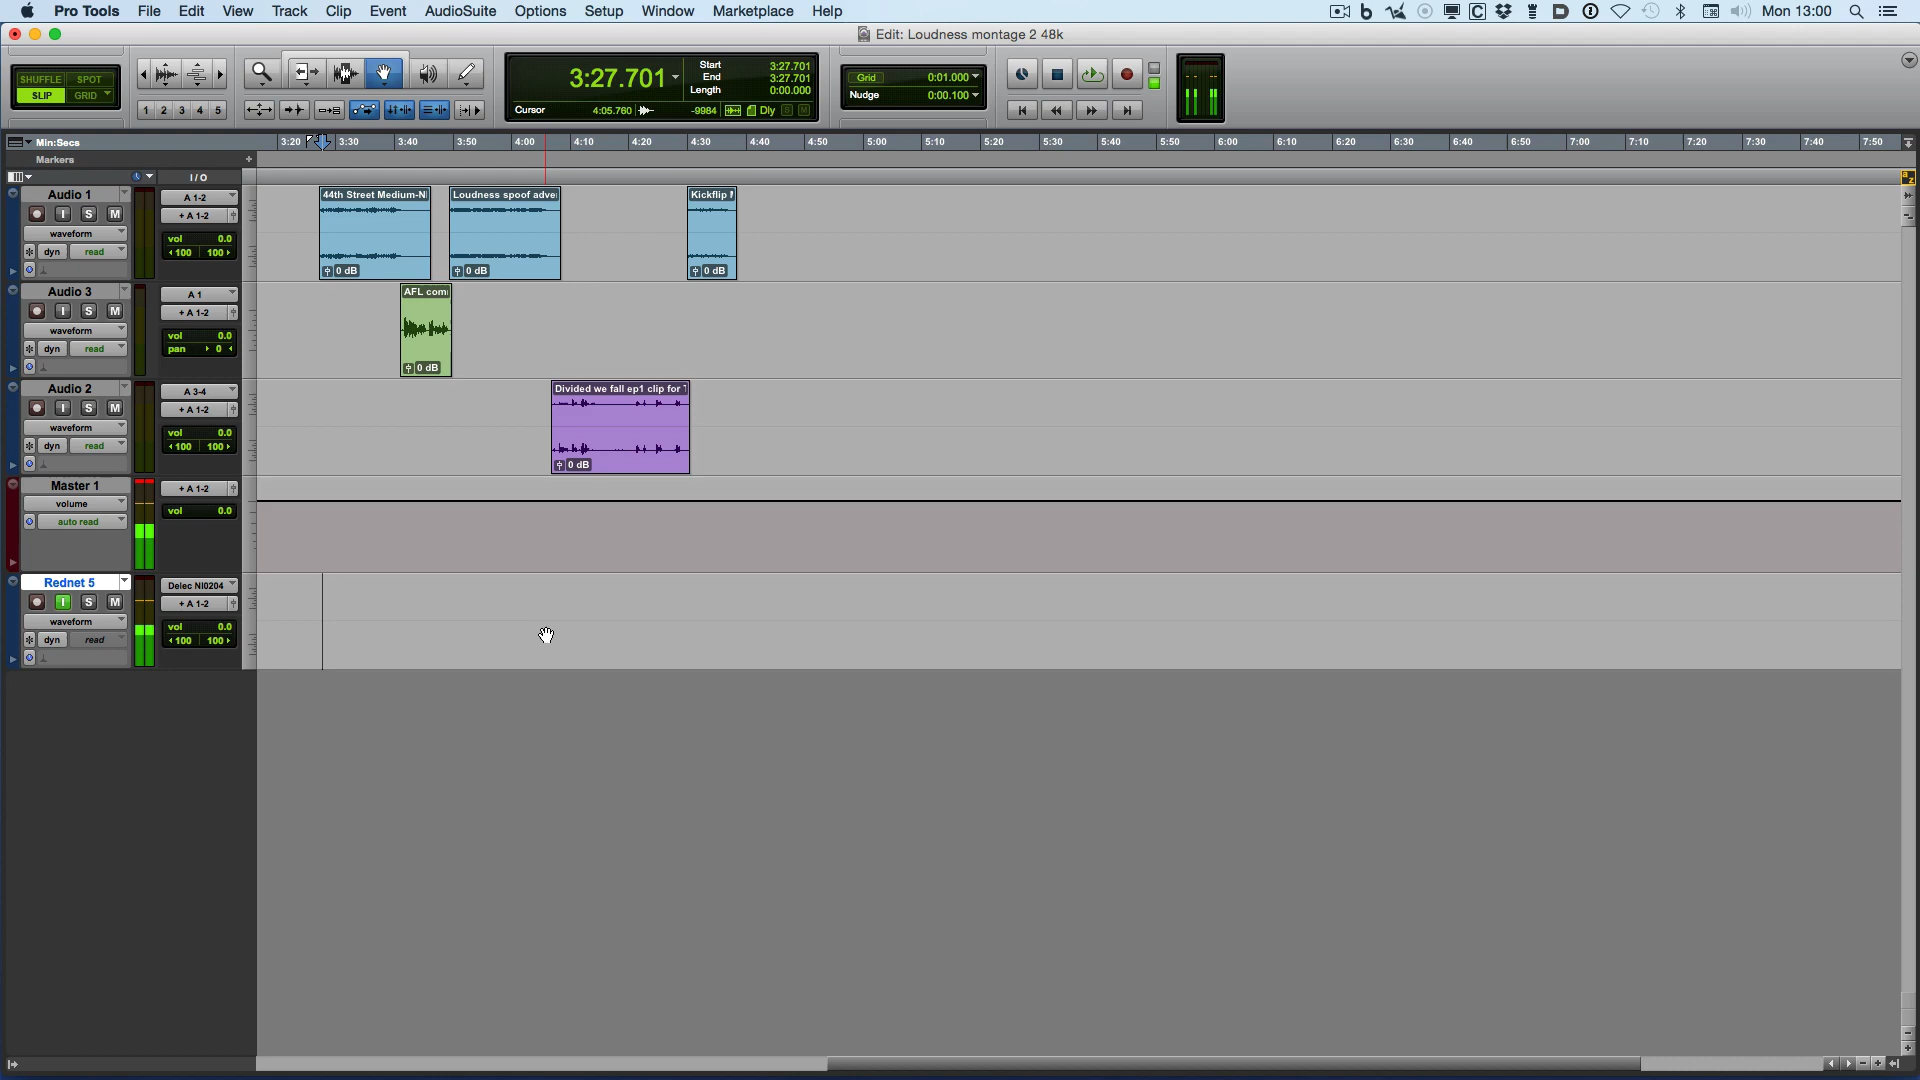 Pro Tools File Edit View Track Clip Event AudioSuite Options Setup Window Marketplace Help Mon 13:00
Edit: Loudness montage 2 48k
SHUFFLE SPOT
SLIP GRID
1 2 3 4 5
3:27.701
Start 3:27.701
End 3:27.701
Length 0:00.000
Cursor 4:05.760 -9984 Dly S M
Grid 0:01.000
Nudge 0:00.100
Min:Secs 3:20 3:30 3:40 3:50 4:00 4:10 4:20 4:30 4:40 4:50 5:00 5:10 5:20 5:30 5:40 5:50 6:00 6:10 6:20 6:30 6:40 6:50 7:00 7:10 7:20 7:30 7:40 7:50
Markers +
I/O
a z
Audio 1 A 1-2
I S M + A 1-2
waveform
vol 0.0
dyn read 100 100
44th Street Medium-N
0 dB
Loudness spoof adve
0 dB
Kickflip
0 dB
Audio 3 A 1
I S M + A 1-2
waveform
vol 0.0
dyn read pan 0
AFL com
0 dB
Audio 2 A 3-4
I S M + A 1-2
waveform
vol 0.0
dyn read 100 100
Divided we fall ep1 clip for
0 dB
Master 1 + A 1-2
volume vol 0.0
auto read
Rednet 5 Delec NI0204
I S M + A 1-2
waveform
vol 0.0
dyn read 100 100